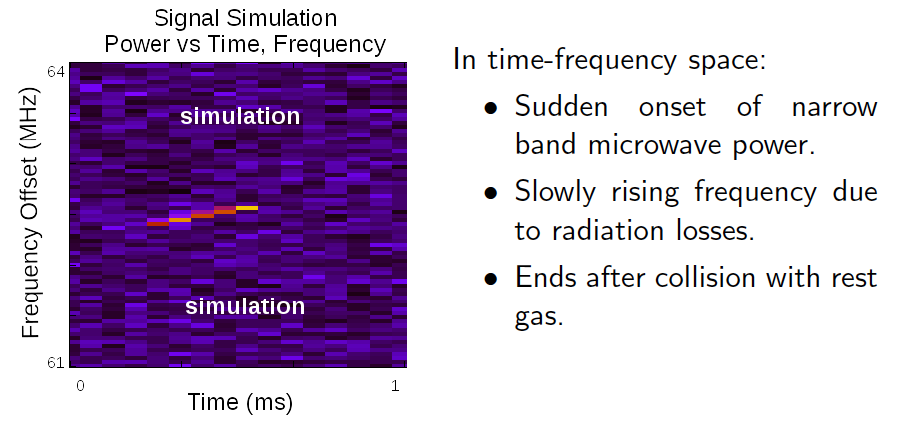 Signal Simulation
Power vs Time, Frequency
64
simulation
Frequency Offset (MHz)
simulation
61
0
1
Time (ms)
In time-frequency space:
• Sudden onset of narrow
band microwave power.
• Slowly rising frequency due
to radiation losses.
• Ends after collision with rest
gas.